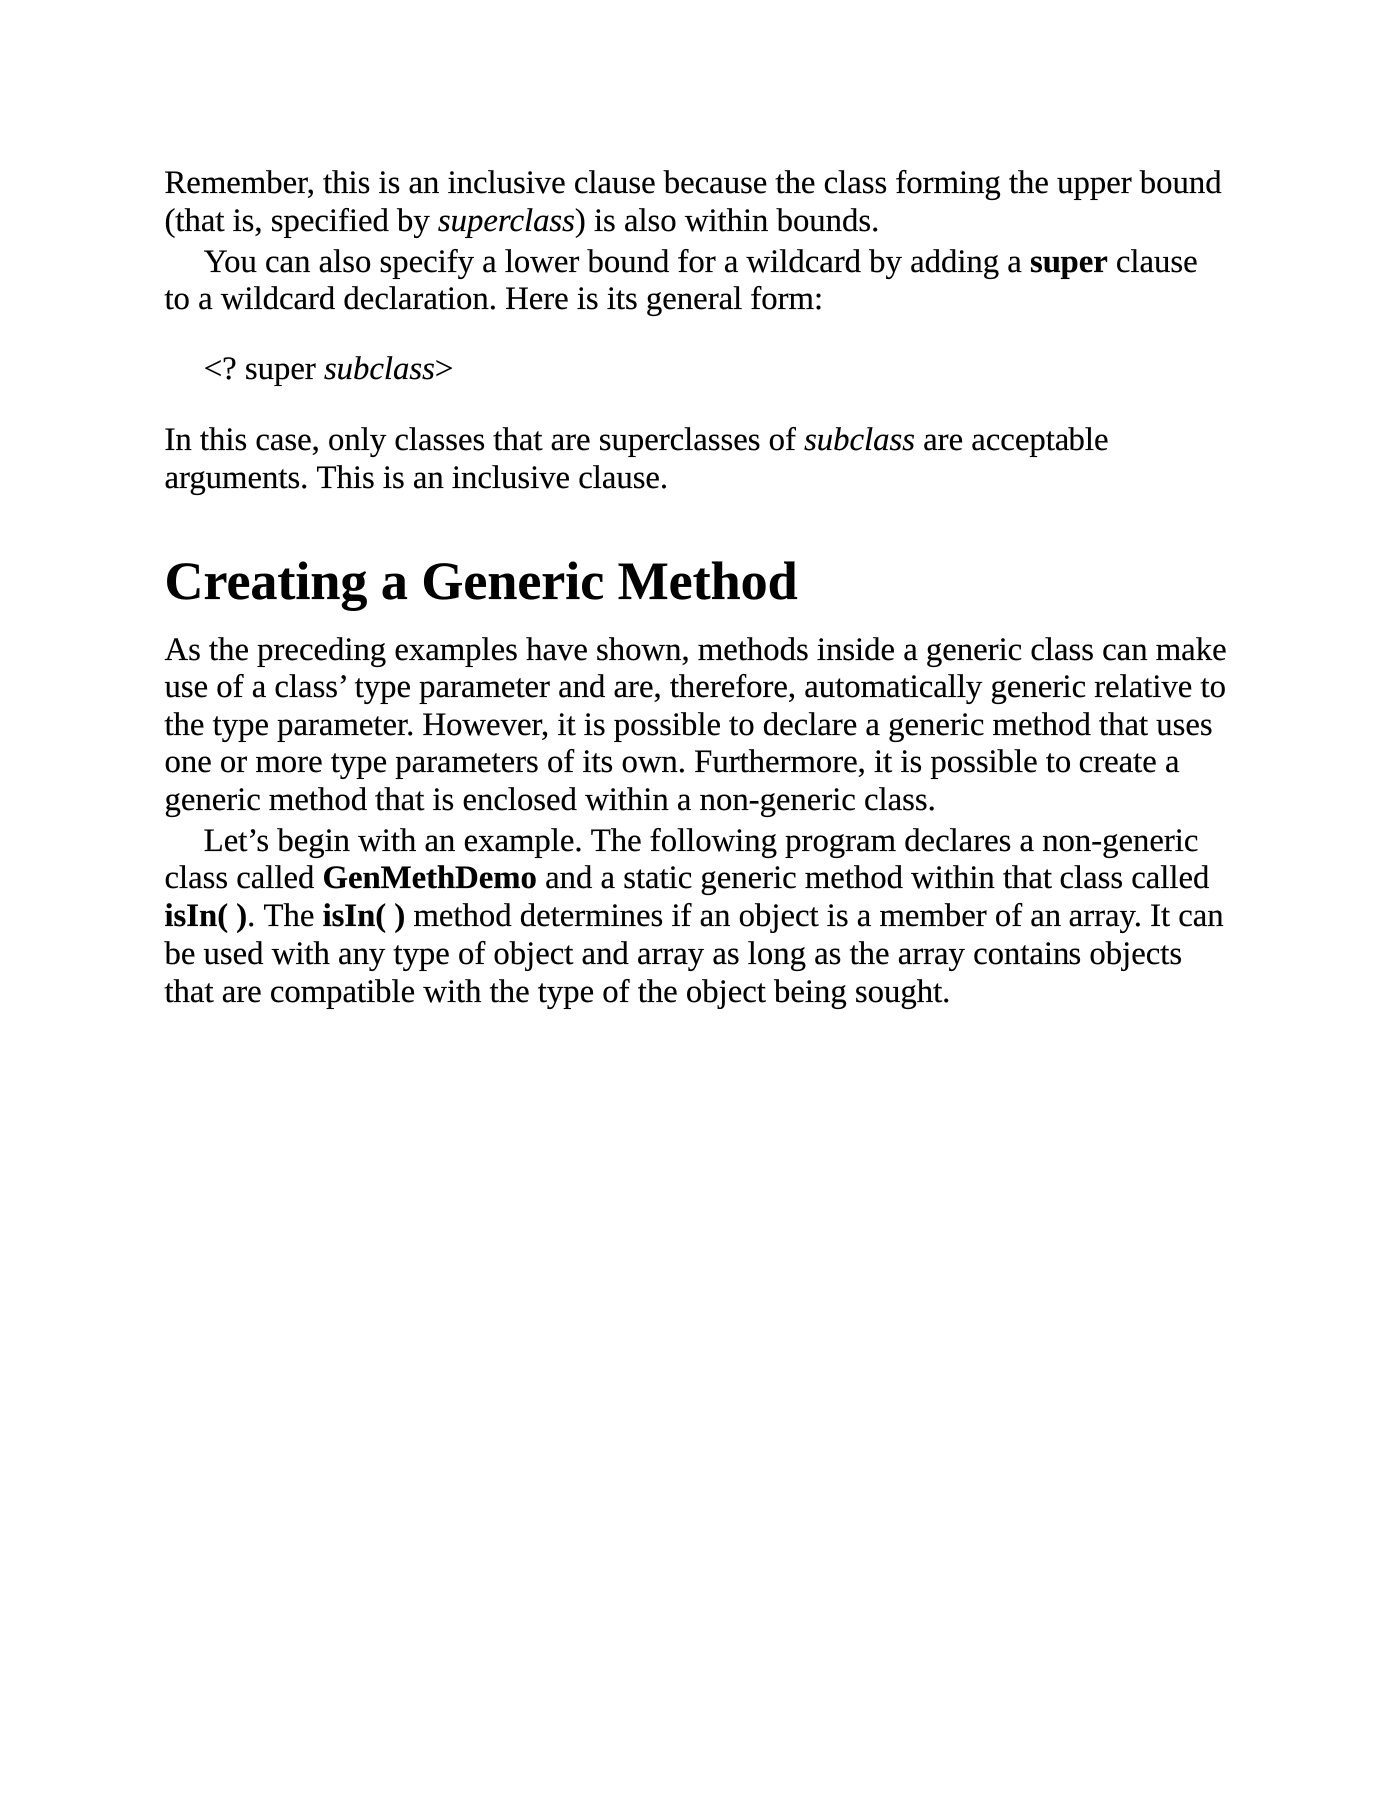 Remember, this is an inclusive clause because the class forming the upper bound
(that is, specified by superclass) is also within bounds.
You can also specify a lower bound for a wildcard by adding a super clause
to a wildcard declaration. Here is its general form:
<? super subclass>
In this case, only classes that are superclasses of subclass are acceptable
arguments. This is an inclusive clause.
Creating a Generic Method
As the preceding examples have shown, methods inside a generic class can make
use of a class’ type parameter and are, therefore, automatically generic relative to
the type parameter. However, it is possible to declare a generic method that uses
one or more type parameters of its own. Furthermore, it is possible to create a
generic method that is enclosed within a non-generic class.
Let’s begin with an example. The following program declares a non-generic
class called GenMethDemo and a static generic method within that class called
isIn( ). The isIn( ) method determines if an object is a member of an array. It can
be used with any type of object and array as long as the array contains objects
that are compatible with the type of the object being sought.